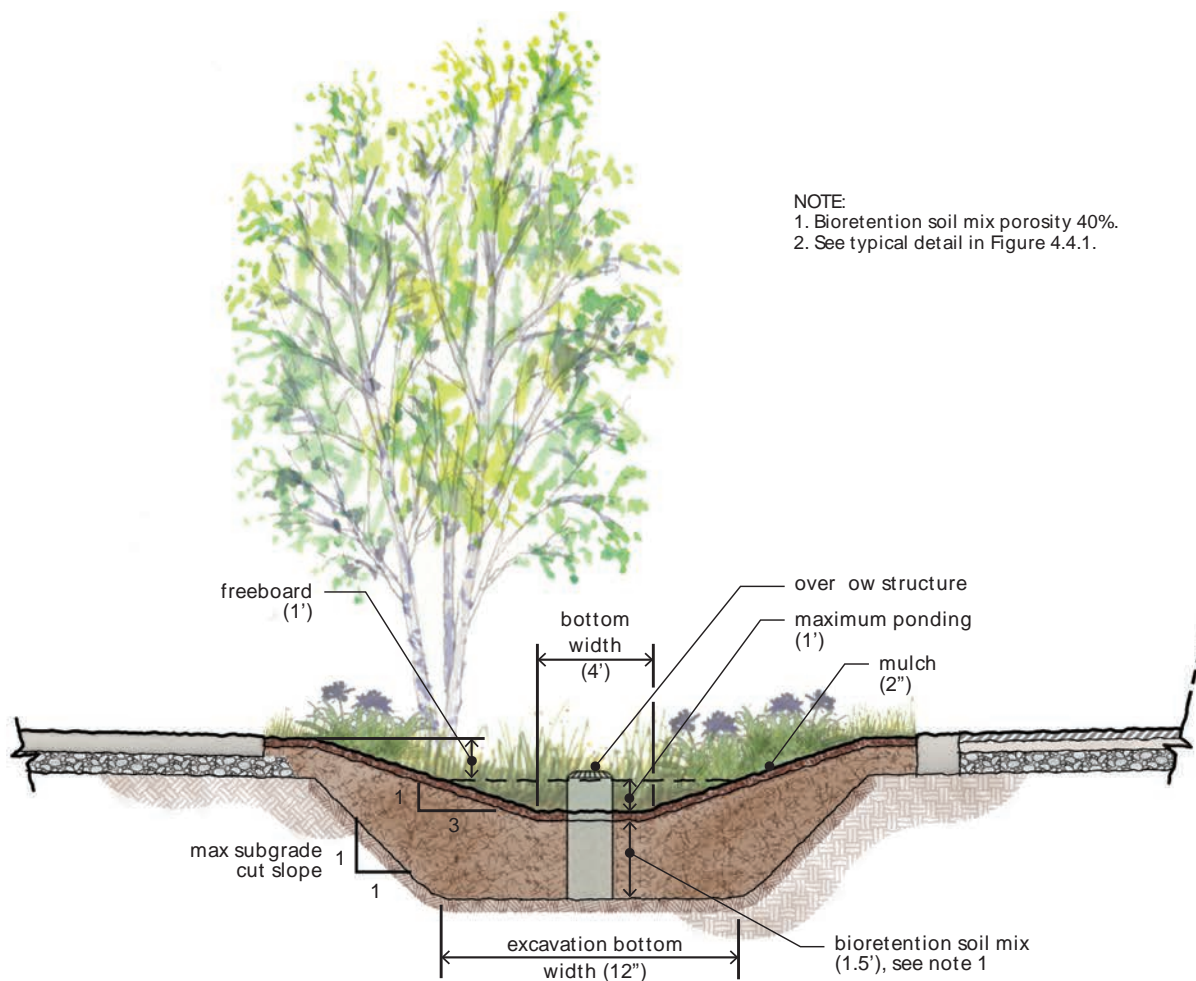 NOTE:
1. Bioretention soil mix porosity 40%.
2. See typical detail in Figure 4.4.1.
freeboard
(1')
bottom
width
(4')
over ow structure
maximum ponding
(1')
mulch
(2”)
1
3
max subgrade
cut slope
1
1
excavation bottom
width (12”)
bioretention soil mix
(1.5’), see note 1